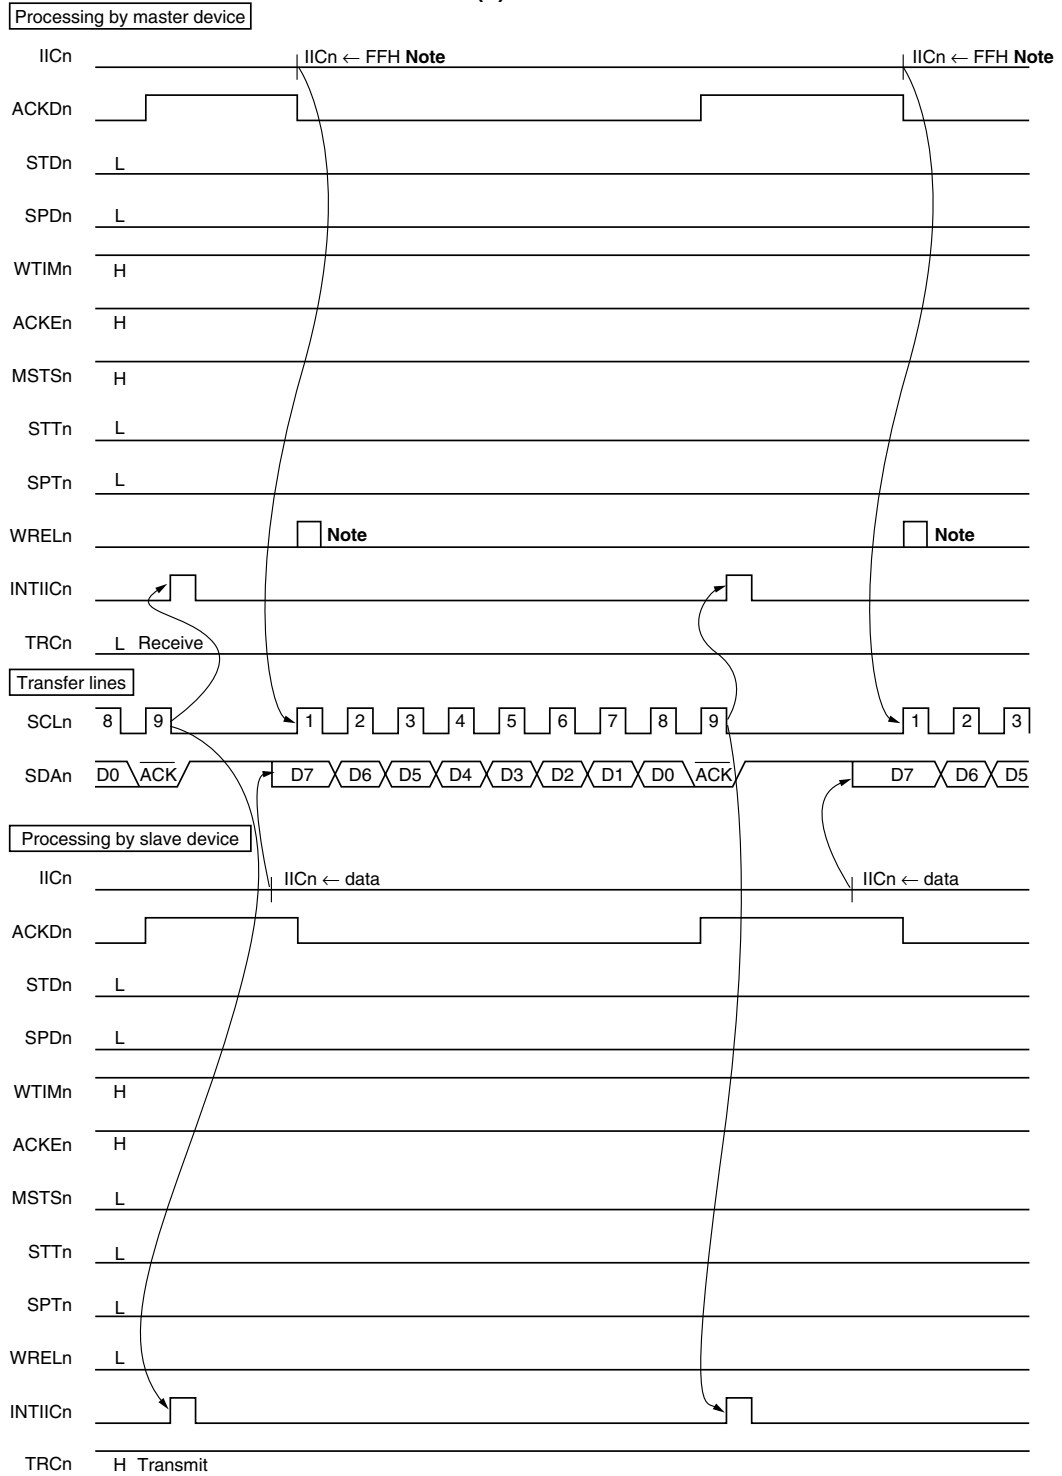 Processing by master device
IICn IICn ← FFH Note IICn ← FFH Note
ACKDn
STDn L
SPDn L
WTIMn H
ACKEn H
MSTSn H
STTn L
SPTn L
WRELn Note Note
INTIICn
TRCn L Receive
Transfer lines
SCLn 8 9 1 2 3 4 5 6 7 8 9 1 2 3
SDAn D0 ACK D7 D6 D5 D4 D3 D2 D1 D0 ACK D7 D6 D5
Processing by slave device
IICn IICn ← data IICn ← data
ACKDn
STDn L
SPDn L
WTIMn H
ACKEn H
MSTSn L
STTn L
SPTn L
WRELn L
INTIICn
TRCn H Transmit